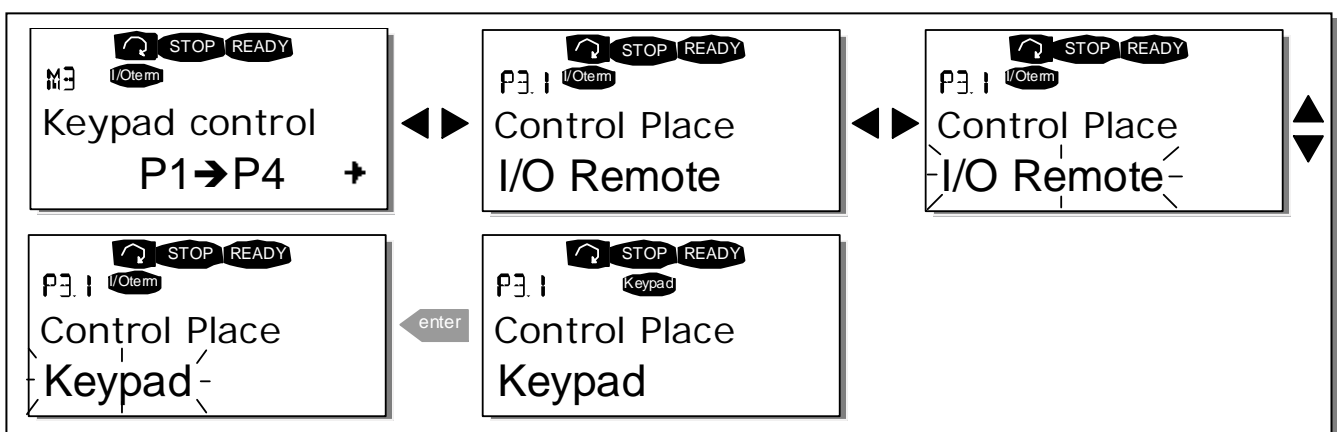 STOP READY
M3 I/Oterm
Keypad control
P1➔P4
STOP READY
P3.1 I/Oterm
Control Place
I/O Remote
STOP READY
P3.1 I/Oterm
Control Place
I/O Remote
STOP READY
P3.1 I/Oterm
Control Place
Keypad
enter
STOP READY
P3.1 Keypad
Control Place
Keypad